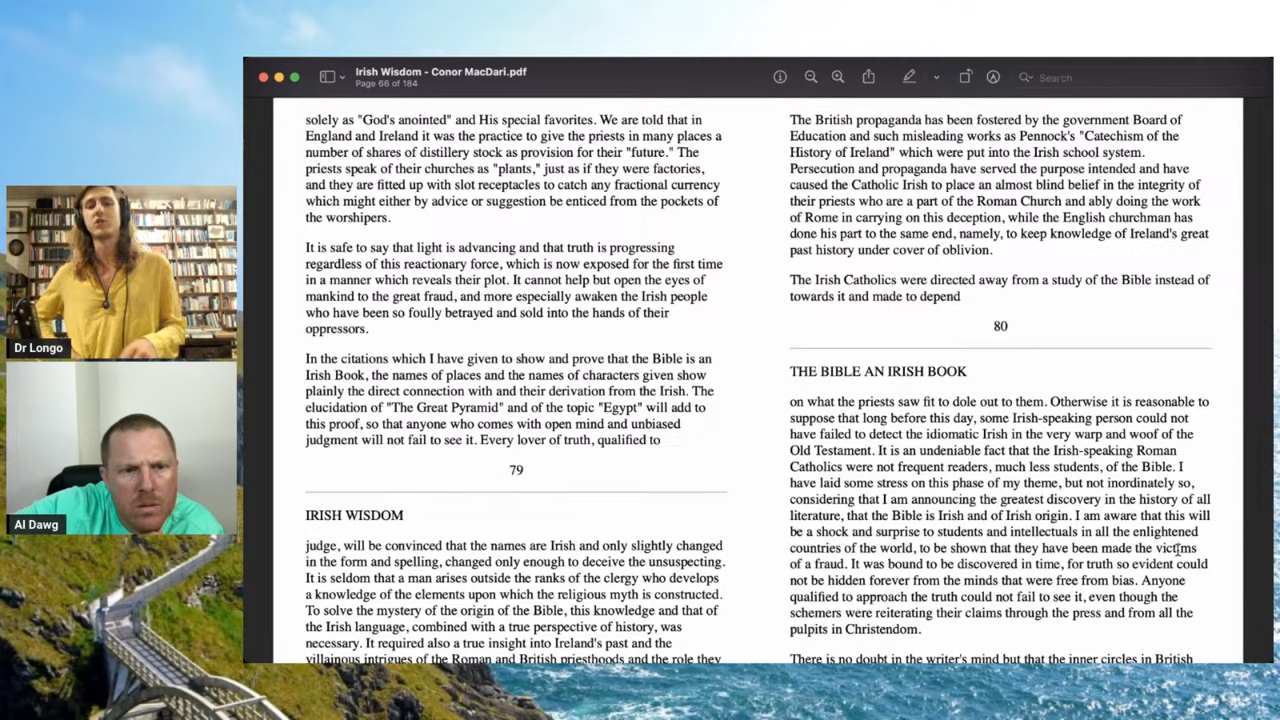 Irish Wisdom - Conor MacDari.pdf
Page 66 of 184
Search
solely as "God's anointed" and His special favorites. We are told that in
England and Ireland it was the practice to give the priests in many places a
number of shares of distillery stock as provision for their "future." The
priests speak of their churches as "plants," just as if they were factories,
and they are fitted up with slot receptacles to catch any fractional currency
which might either by advice or suggestion be enticed from the pockets of
the worshipers.
It is safe to say that light is advancing and that truth is progressing
regardless of this reactionary force, which is now exposed for the first time
in a manner which reveals their plot. It cannot help but open the eyes of
mankind to the great fraud, and more especially awaken the Irish people
who have been so foully betrayed and sold into the hands of their
oppressors.
In the citations which I have given to show and prove that the Bible is an
Irish Book, the names of places and the names of characters given show
plainly the direct connection with and their derivation from the Irish. The
elucidation of "The Great Pyramid" and of the topic "Egypt" will add to
this proof, so that anyone who comes with open mind and unbiased
judgment will not fail to see it. Every lover of truth, qualified to
79
IRISH WISDOM
judge, will be convinced that the names are Irish and only slightly changed
in the form and spelling, changed only enough to deceive the unsuspecting.
It is seldom that a man arises outside the ranks of the clergy who develops
a knowledge of the elements upon which the religious myth is constructed.
To solve the mystery of the origin of the Bible, this knowledge and that of
the Irish language, combined with a true perspective of history, was
necessary. It required also a true insight into Ireland's past and the
villainous intrigues of the Roman and British priesthoods and the role they
The British propaganda has been fostered by the government Board of
Education and such misleading works as Pennock's "Catechism of the
History of Ireland" which were put into the Irish school system.
Persecution and propaganda have served the purpose intended and have
caused the Catholic Irish to place an almost blind belief in the integrity of
their priests who are a part of the Roman Church and ably doing the work
of Rome in carrying on this deception, while the English churchman has
done his part to the same end, namely, to keep knowledge of Ireland's great
past history under cover of oblivion.
The Irish Catholics were directed away from a study of the Bible instead of
towards it and made to depend
80
THE BIBLE AN IRISH BOOK
on what the priests saw fit to dole out to them. Otherwise it is reasonable to
suppose that long before this day, some Irish-speaking person could not
have failed to detect the idiomatic Irish in the very warp and woof of the
Old Testament. It is an undeniable fact that the Irish-speaking Roman
Catholics were not frequent readers, much less students, of the Bible. I
have laid some stress on this phase of my theme, but not inordinately so,
considering that I am announcing the greatest discovery in the history of all
literature, that the Bible is Irish and of Irish origin. I am aware that this will
be a shock and surprise to students and intellectuals in all the enlightened
countries of the world, to be shown that they have been made the victims
of a fraud. It was bound to be discovered in time, for truth so evident could
not be hidden forever from the minds that were free from bias. Anyone
qualified to approach the truth could not fail to see it, even though the
schemers were reiterating their claims through the press and from all the
pulpits in Christendom.
There is no doubt in the writer's mind but that the inner circles in British
Dr Longo
Al Dawg